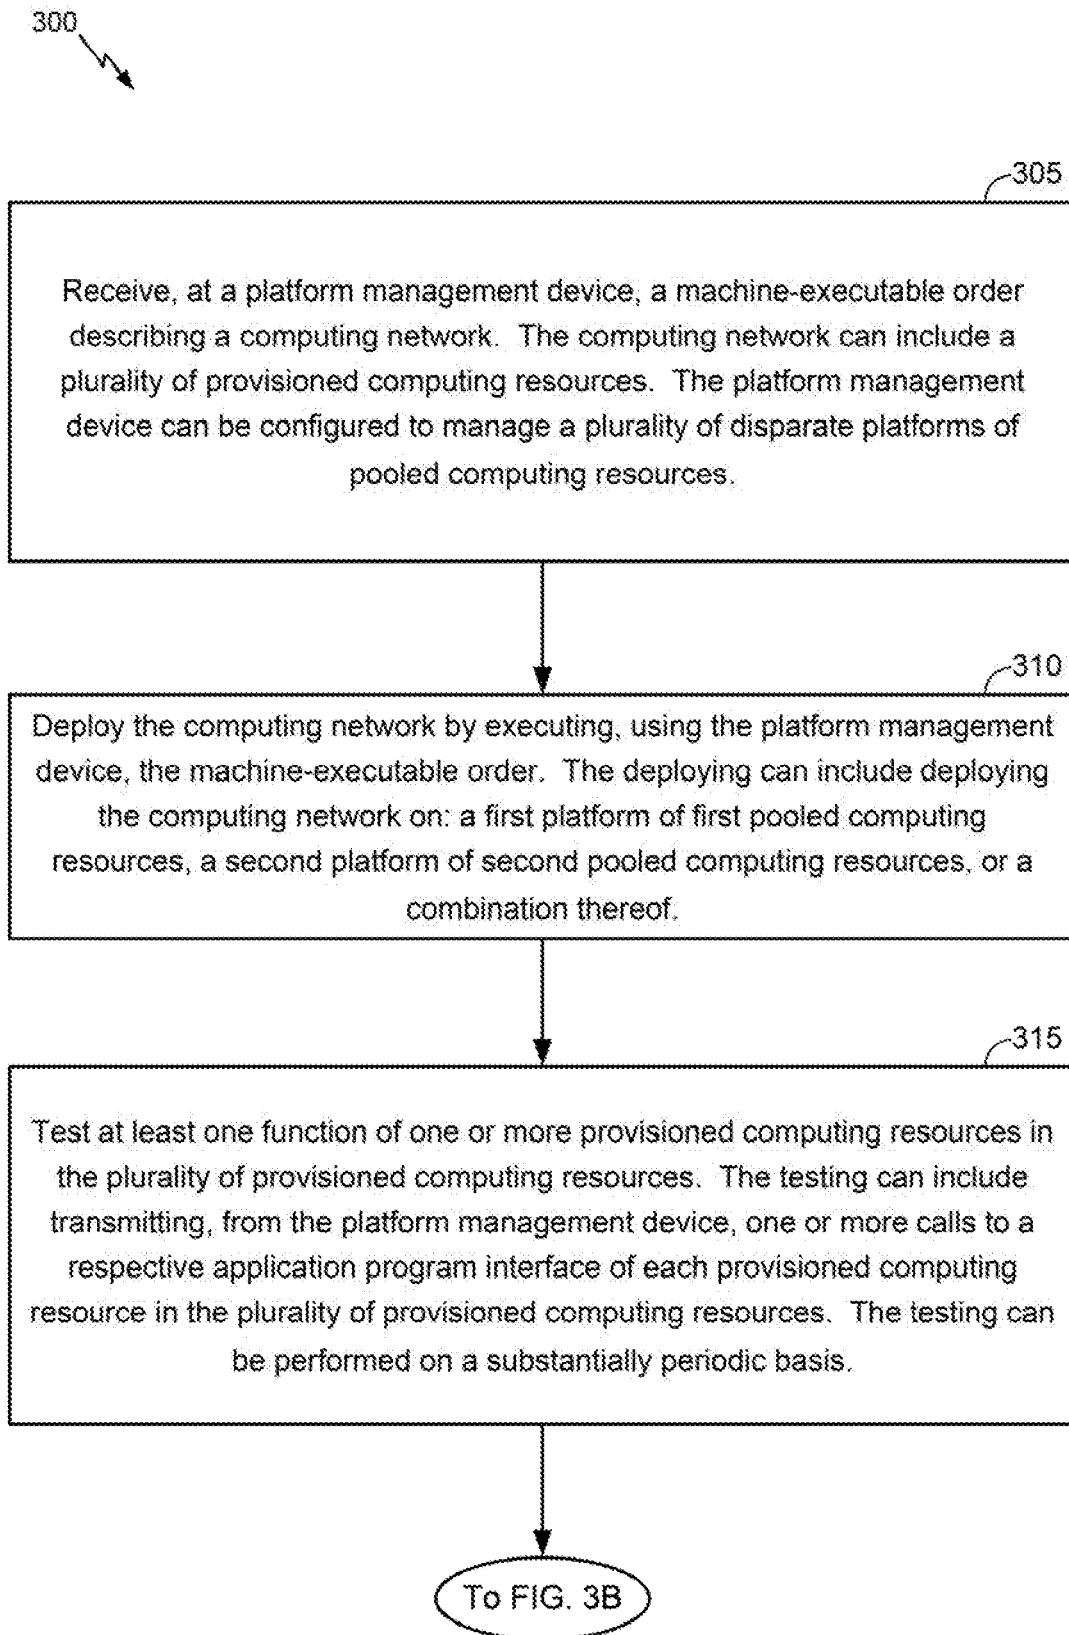 300
305
Receive, at a platform management device, a machine-executable order
describing a computing network. The computing network can include a
plurality of provisioned computing resources. The platform management
device can be configured to manage a plurality of disparate platforms of
pooled computing resources.
310
Deploy the computing network by executing, using the platform management
device, the machine-executable order. The deploying can include deploying
the computing network on: a first platform of first pooled computing
resources, a second platform of second pooled computing resources, or a
combination thereof.
315
Test at least one function of one or more provisioned computing resources in
the plurality of provisioned computing resources. The testing can include
transmitting, from the platform management device, one or more calls to a
respective application program interface of each provisioned computing
resource in the plurality of provisioned computing resources. The testing can
be performed on a substantially periodic basis.
To FIG. 3B